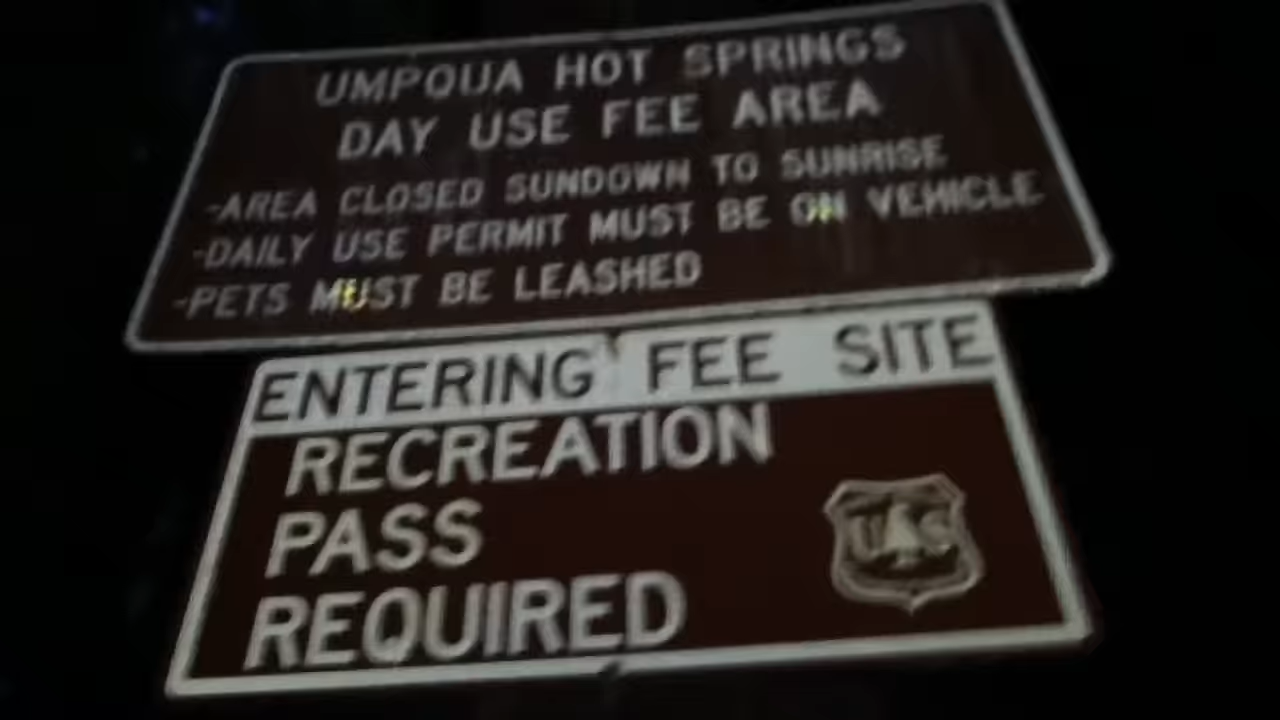 UMPQUA HOT SPRINGS
DAY USE FEE AREA
-AREA CLOSED SUNDOWN TO SUNRISE
-DAILY USE PERMIT MUST BE ON VEHICLE
-PETS MUST BE LEASHED
ENTERING FEE SITE
RECREATION
PASS
REQUIRED
U S